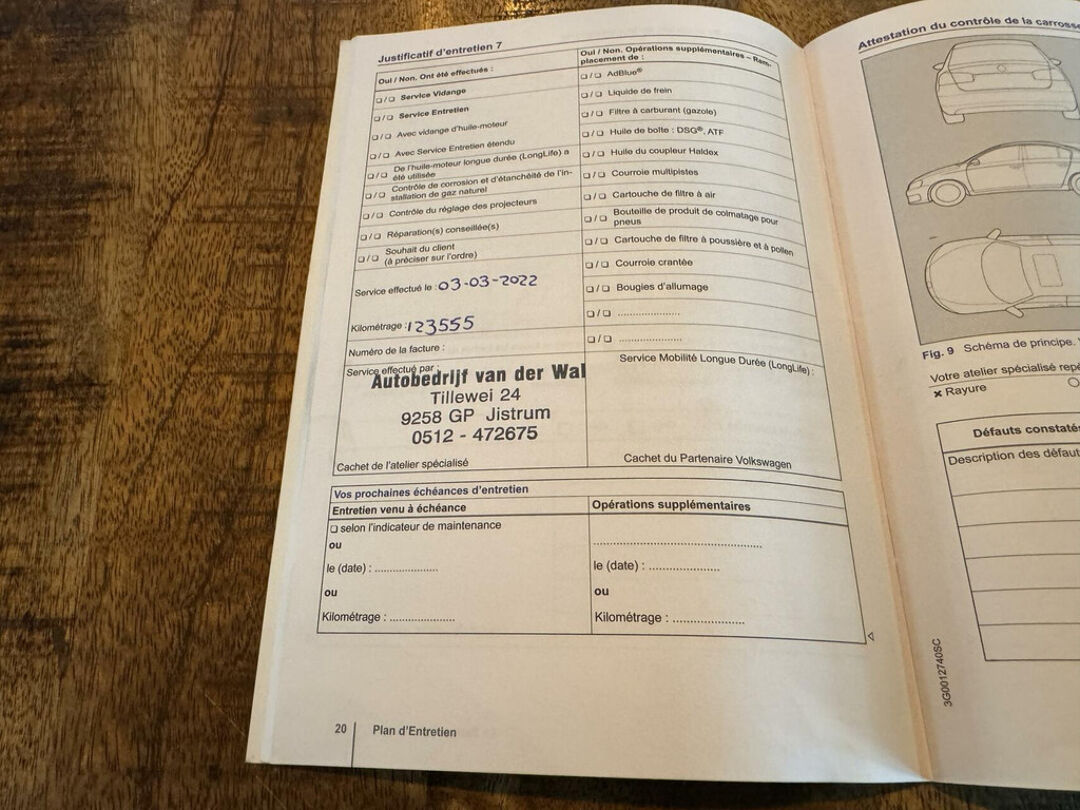 Justificatif d'entretien 7
Oui / Non. Ont été effectués :
❏ / ❏ Service Vidange
❏ / ❏ Service Entretien
❏ / ❏ Avec vidange d'huile-moteur
❏ / ❏ Avec Service Entretien étendu
❏ / ❏ De l'huile-moteur longue durée (LongLife) a
été utilisée
❏ / ❏ Contrôle de corrosion et d'étanchéité de l'in-
stallation de gaz naturel
❏ / ❏ Contrôle du réglage des projecteurs
❏ / ❏ Réparation(s) conseillée(s)
❏ / ❏ Souhait du client
(à préciser sur l'ordre)
Service effectué le : 03-03-2022
Kilométrage : 123555
Numéro de la facture :
Service effectué par :
Autobedrijf van der Wal
Tillewei 24
9258 GP Jistrum
0512 - 472675
Cachet de l'atelier spécialisé
Oui / Non. Opérations supplémentaires – Rem-
placement de :
❏ / ❏ AdBlue®
❏ / ❏ Liquide de frein
❏ / ❏ Filtre à carburant (gazole)
❏ / ❏ Huile de boîte : DSG®, ATF
❏ / ❏ Huile du coupleur Haldex
❏ / ❏ Courroie multipistes
❏ / ❏ Cartouche de filtre à air
❏ / ❏ Bouteille de produit de colmatage pour
pneus
❏ / ❏ Cartouche de filtre à poussière et à pollen
❏ / ❏ Courroie crantée
❏ / ❏ Bougies d'allumage
❏ / ❏ .....................
❏ / ❏ .....................
Service Mobilité Longue Durée (LongLife) :
Cachet du Partenaire Volkswagen
Vos prochaines échéances d'entretien
Entretien venu à échéance
❏ selon l'indicateur de maintenance
ou
le (date) : .....................
ou
Kilométrage : .....................
Opérations supplémentaires
.......................................................
le (date) : .....................
ou
Kilométrage : .....................
20
Plan d'Entretien
Attestation du contrôle de la carrosse
Fig. 9 Schéma de principe.
Votre atelier spécialisé repè
✗ Rayure
Défauts constatés
Description des défaut
3G0012740SC